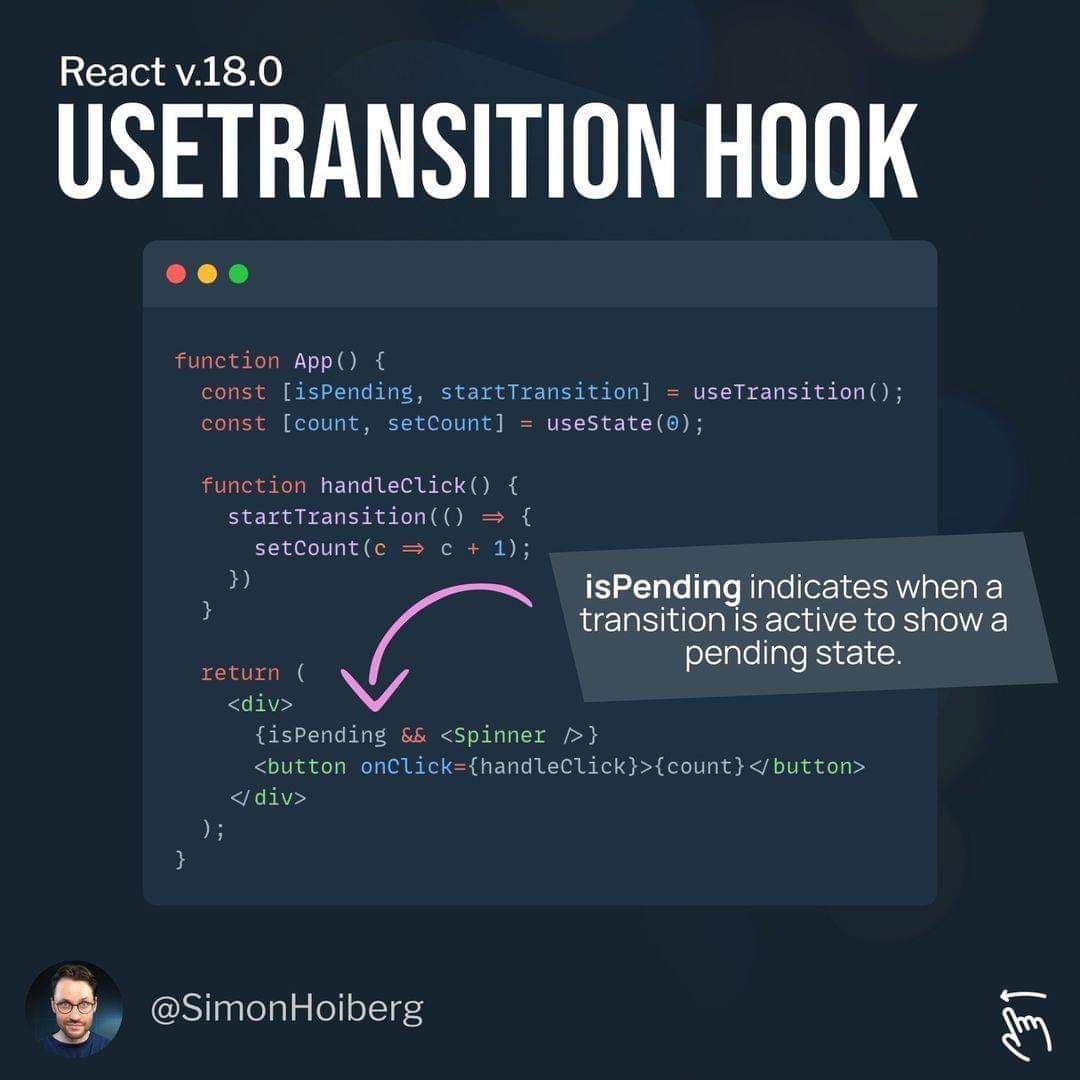 React v.18.0
USETRANSITION HOOK
function App() {
  const [isPending, startTransition] = useTransition();
  const [count, setCount] = useState(0);
  function handleClick() {
    startTransition(() => {
      setCount(c => c + 1);
    })
  }
isPending indicates when a
transition is active to show a
pending state.
  return (
    <div>
      {isPending && <Spinner />}
      <button onClick={handleClick}>{count}</button>
    </div>
  );
}
@SimonHoiberg